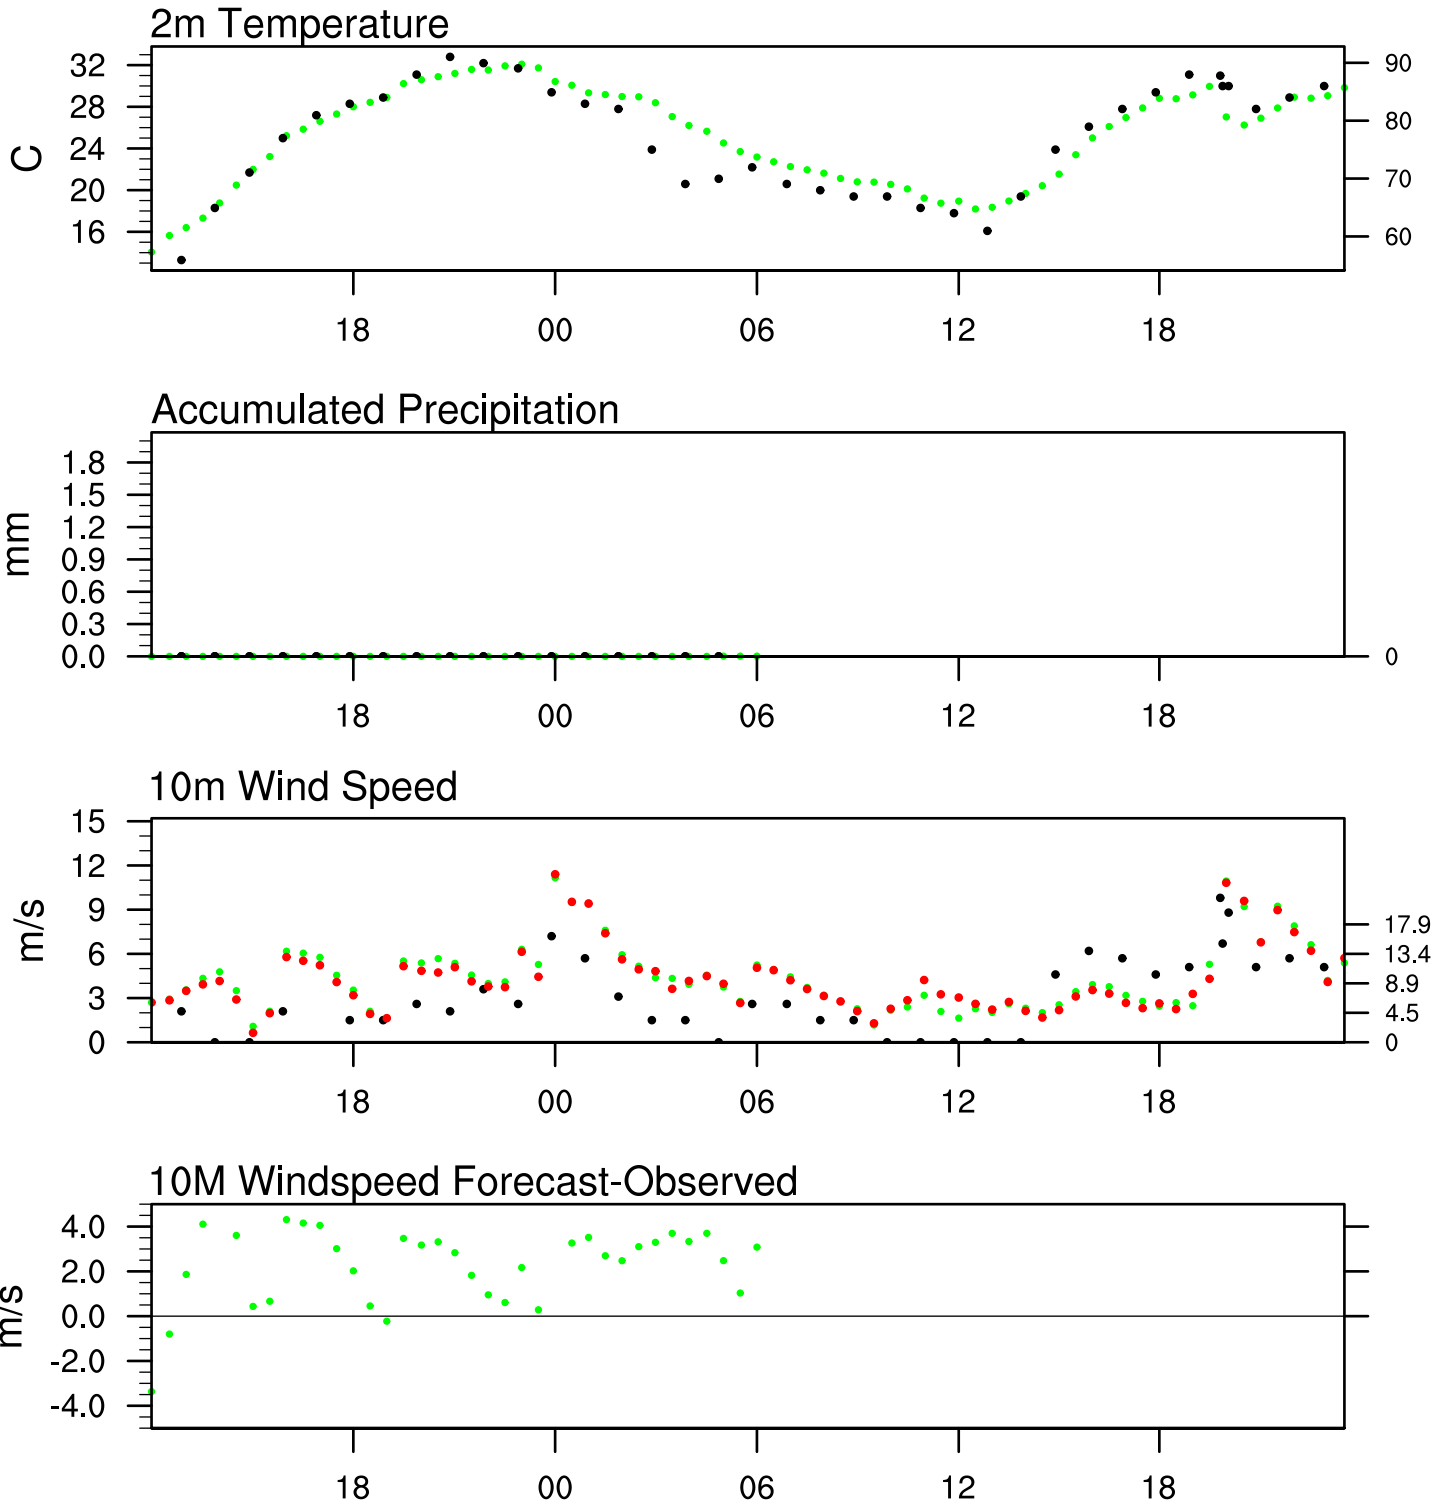 2m Temperature
32
28
24
20
16
C
90
80
70
60
18 00 06 12 18
Accumulated Precipitation
1.8
1.5
1.2
0.9
0.6
0.3
0.0
mm
0
18 00 06 12 18
10m Wind Speed
15
12
9
6
3
0
m/s
17.9
13.4
8.9
4.5
0
18 00 06 12 18
10M Windspeed Forecast-Observed
4.0
2.0
0.0
-2.0
-4.0
m/s
18 00 06 12 18